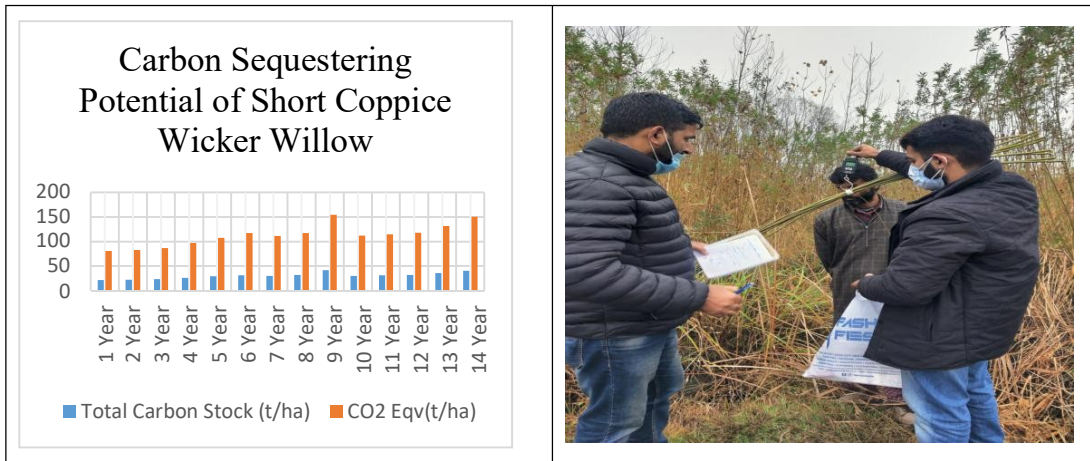 Carbon Sequestering
Potential of Short Coppice
Wicker Willow
200
150
100
50
0
1 Year
2 Year
3 Year
4 Year
5 Year
6 Year
7 Year
8 Year
9 Year
10 Year
11 Year
12 Year
13 Year
14 Year
Total Carbon Stock (t/ha) CO2 Eqv(t/ha)
FASH
FIES